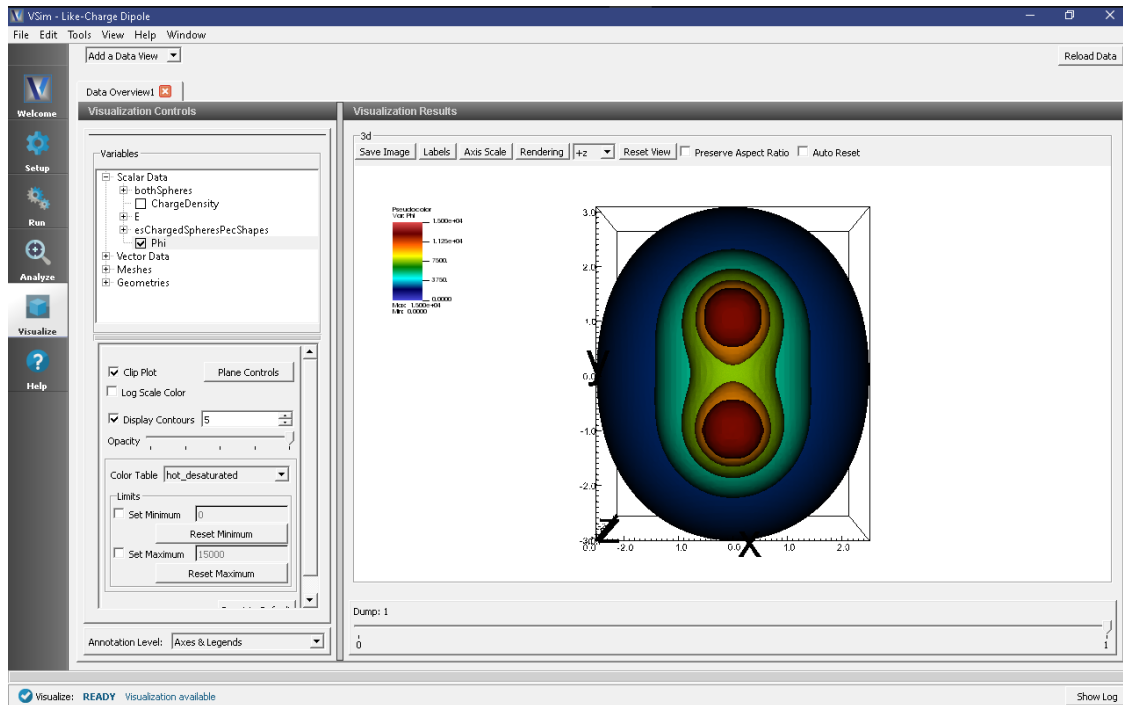 VSim - Like-Charge Dipole
File Edit Tools View Help Window
Add a Data View
Reload Data
Data Overview1
Welcome
Setup
Run
Analyze
Visualize
Help
Visualization Controls
Variables
Scalar Data
bothSpheres
ChargeDensity
E
esChargedSpheresPecShapes
Phi
Vector Data
Meshes
Geometries
Clip Plot
Plane Controls
Log Scale Color
Display Contours 5
Opacity
Color Table hot_desaturated
Limits
Set Minimum 0
Reset Minimum
Set Maximum 15000
Reset Maximum
Annotation Level: Axes & Legends
Visualization Results
3d
Save Image Labels Axis Scale Rendering +z Reset View Preserve Aspect Ratio Auto Reset
Pseudocolor
Var: Phi
1.500e+04
1.125e+04
7500.
3750.
0.0000
Max: 1.500e+04
Min: 0.0000
3.0
2.0
1.0
0.0
-1.0
-2.0
Y
Z
X
0.0 -2.0 1.0 0.0 1.0 2.0
Dump: 1
0 1
Visualize: READY Visualization available
Show Log